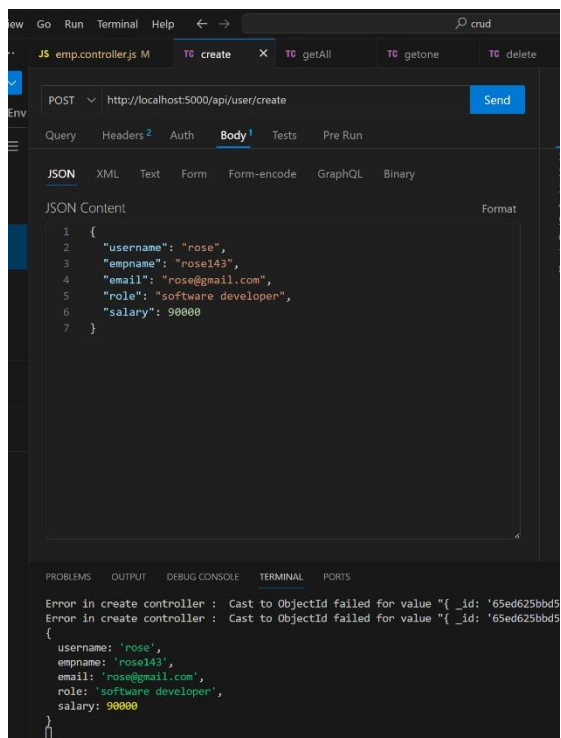 iew Go Run Terminal Help ← → crud
JS emp.controller.js M TC create × TC getAll TC getone TC delete
POST http://localhost:5000/api/user/create Send
Env
Query Headers 2 Auth Body 1 Tests Pre Run
JSON XML Text Form Form-encode GraphQL Binary
JSON Content Format
1 {
2 "username": "rose",
3 "empname": "rose143",
4 "email": "rose@gmail.com",
5 "role": "software developer",
6 "salary": 90000
7 }
PROBLEMS OUTPUT DEBUG CONSOLE TERMINAL PORTS
Error in create controller : Cast to ObjectId failed for value "{ _id: '65ed625bbd5
Error in create controller : Cast to ObjectId failed for value "{ _id: '65ed625bbd5
{
username: 'rose',
empname: 'rose143',
email: 'rose@gmail.com',
role: 'software developer',
salary: 90000
}